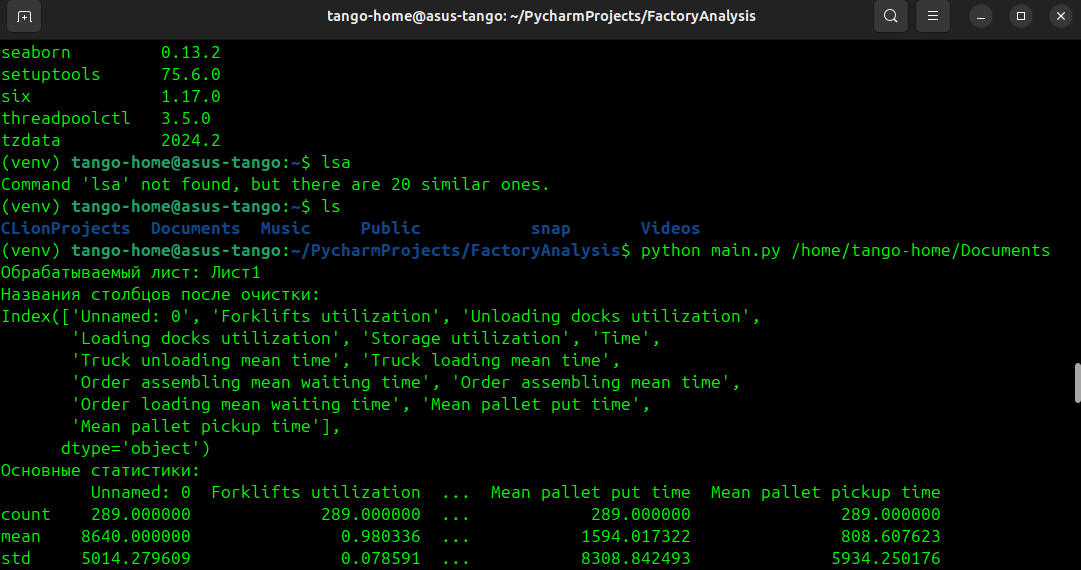 tango-home@asus-tango: ~/PycharmProjects/FactoryAnalysis
seaborn         0.13.2
setuptools      75.6.0
six             1.17.0
threadpoolctl   3.5.0
tzdata          2024.2
(venv) tango-home@asus-tango:~$ lsa
Command 'lsa' not found, but there are 20 similar ones.
(venv) tango-home@asus-tango:~$ ls
CLionProjects  Documents  Music     Public           snap       Videos
(venv) tango-home@asus-tango:~/PycharmProjects/FactoryAnalysis$ python main.py /home/tango-home/Documents
Обрабатываемый лист: Лист1
Названия столбцов после очистки:
Index(['Unnamed: 0', 'Forklifts utilization', 'Unloading docks utilization',
       'Loading docks utilization', 'Storage utilization', 'Time',
       'Truck unloading mean time', 'Truck loading mean time',
       'Order assembling mean waiting time', 'Order assembling mean time',
       'Order loading mean waiting time', 'Mean pallet put time',
       'Mean pallet pickup time'],
      dtype='object')
Основные статистики:
         Unnamed: 0  Forklifts utilization  ...  Mean pallet put time  Mean pallet pickup time
count    289.000000             289.000000  ...            289.000000               289.000000
mean    8640.000000               0.980336  ...           1594.017322               808.607623
std     5014.279609               0.078591  ...           8308.842493              5934.250176